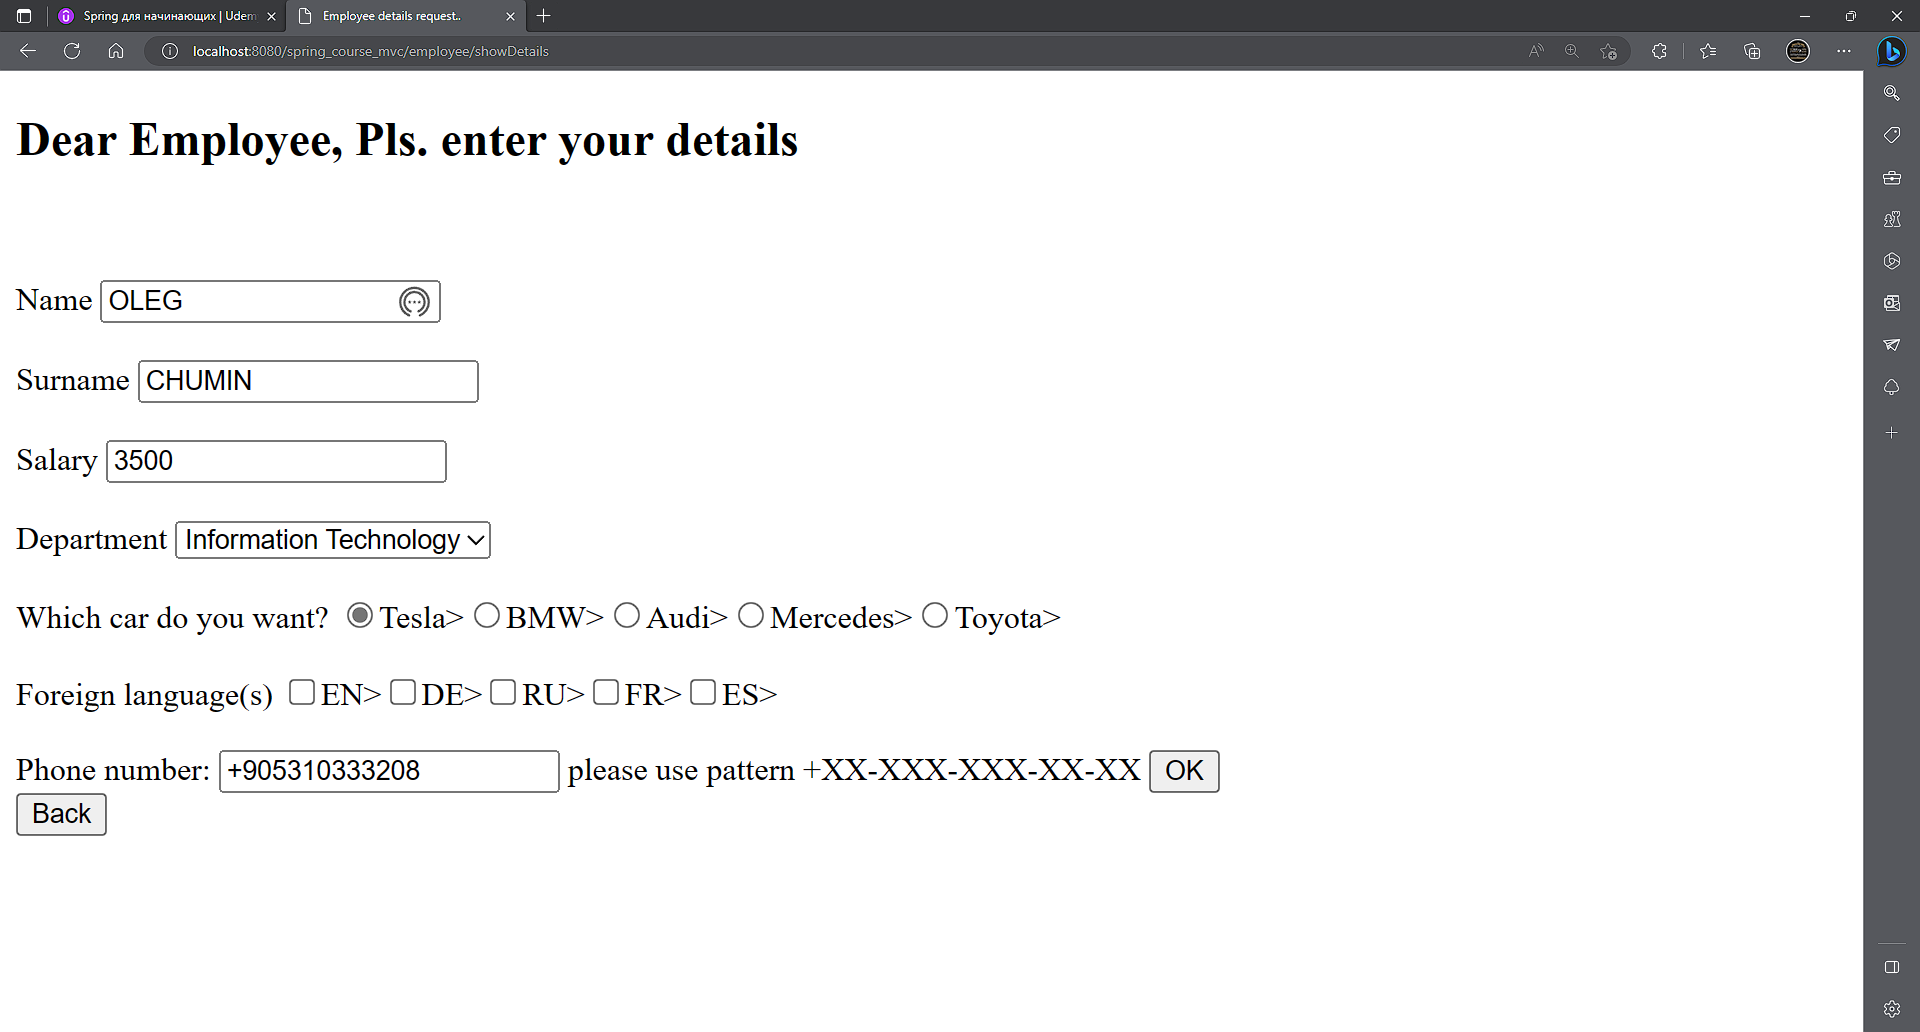 Spring для начинающих | Udem
Employee details request..
localhost:8080/spring_course_mvc/employee/showDetails
Dear Employee, Pls. enter your details
Name OLEG
Surname CHUMIN
Salary 3500
Department Information Technology
Which car do you want? Tesla> BMW> Audi> Mercedes> Toyota>
Foreign language(s) EN> DE> RU> FR> ES>
Phone number: +905310333208 please use pattern +XX-XXX-XXX-XX-XX OK
Back